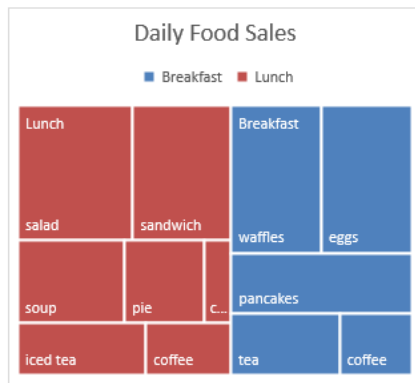 Daily Food Sales
Breakfast Lunch
Lunch
salad
sandwich
soup
pie
c...
iced tea
coffee
Breakfast
waffles
eggs
pancakes
tea
coffee